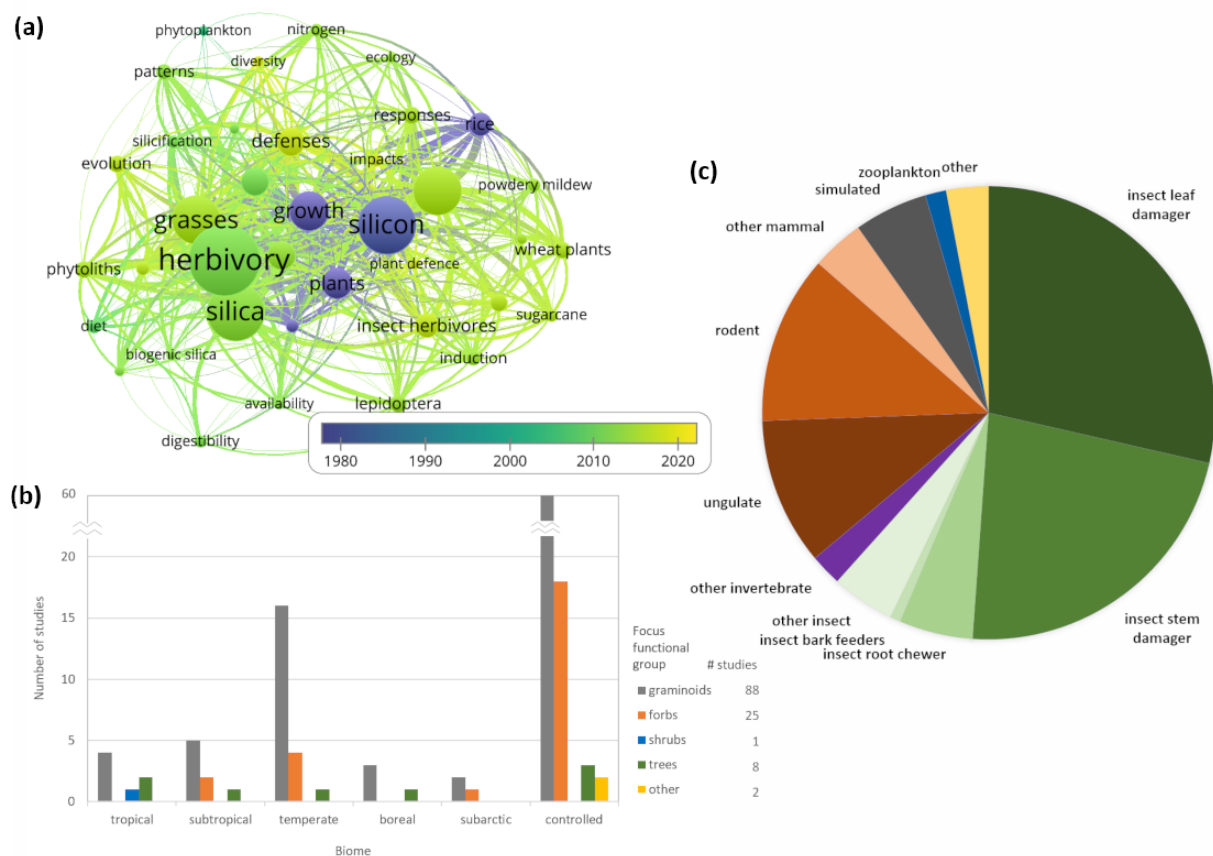 (a)
phytoplankton
nitrogen
diversity
ecology
patterns
responses
rice
silicification
defenses
impacts
evolution
powdery mildew
grasses
growth
silicon
herbivory
plant defence
wheat plants
phytoliths
plants
silica
insect herbivores
sugarcane
diet
biogenic silica
induction
availability
lepidoptera
digestibility
1980 1990 2000 2010 2020
(b)
60
20
15
10
5
0
Number of studies
tropical subtropical temperate boreal subarctic controlled
Biome
Focus
functional
group # studies
graminoids 88
forbs 25
shrubs 1
trees 8
other 2
(c)
zooplankton other
simulated
other mammal
rodent
ungulate
other invertebrate
other insect
insect bark feeders
insect root chewer
insect leaf
damager
insect stem
damager